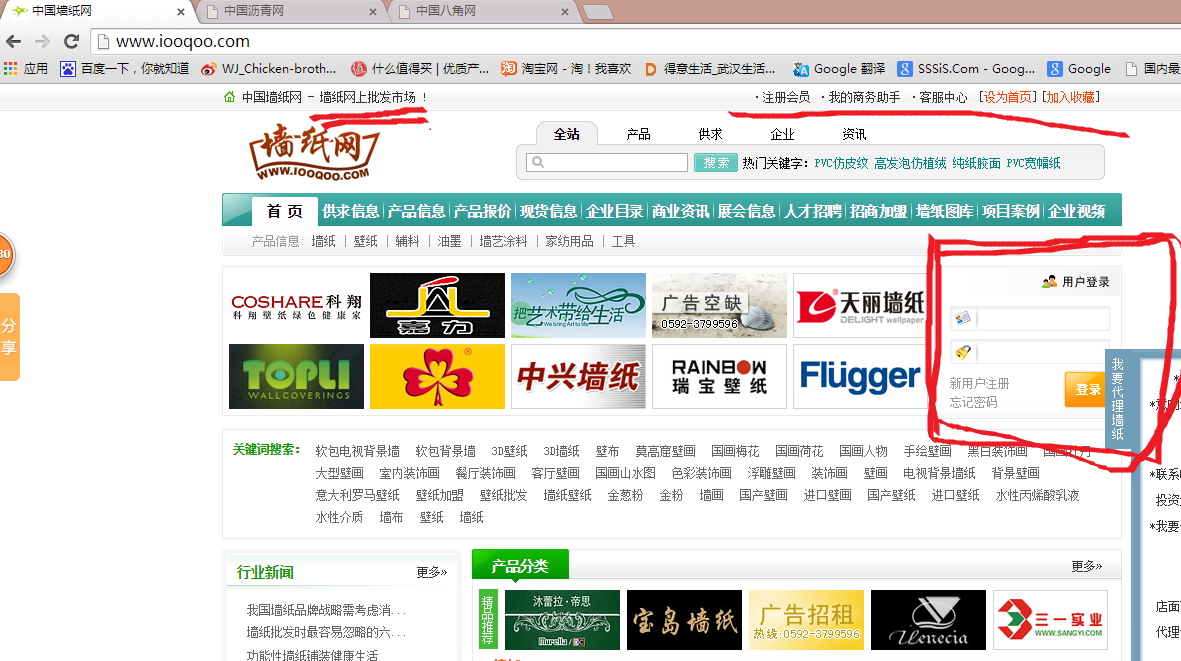 中国墙纸网 中国沥青网 中国八角网
www.iooqoo.com
应用 百度一下，你就知道 WJ_Chicken-broth... 什么值得买 | 优质产... 淘宝网 - 淘！我喜欢 得意生活_武汉生活... Google 翻译 SSSiS.Com - Goog... Google 国内最
中国墙纸网 － 墙纸网上批发市场 ！ ·注册会员 ·我的商务助手 ·客服中心 [设为首页] [加入收藏]
墙纸网
WWW.IOOQOO.COM
全站 产品 供求 企业 资讯
搜索 热门关键字： PVC仿皮纹 高发泡仿植绒 纯纸胶面 PVC宽幅纸
首 页 供求信息 产品信息 产品报价 现货信息 企业目录 商业资讯 展会信息 人才招聘 招商加盟 墙纸图库 项目案例 企业视频
产品信息： 墙纸 | 壁纸 | 辅料 | 油墨 | 墙艺涂料 | 家纺用品 | 工具
30
分享
COSHARE 科翔
科翔壁纸绿色健康家
嘉力
把艺术带给生活
We bring Art to life
广告空缺
0592-3799596
天丽墙纸
DELIGHT wallpaper
TOPLI
WALLCOVERINGS
中兴墙纸
RAINBOW
瑞宝壁纸
Flügger
用户登录
新用户注册
忘记密码
登录
我要代理墙纸
关键词搜索： 软包电视背景墙 软包背景墙 3D壁纸 3D墙纸 壁布 莫高窟壁画 国画梅花 国画荷花 国画人物 手绘壁画 黑白装饰画 国画牡丹
大型壁画 室内装饰画 餐厅装饰画 客厅壁画 国画山水图 色彩装饰画 浮雕壁画 装饰画 壁画 电视背景墙纸 背景壁画
意大利罗马壁纸 壁纸加盟 壁纸批发 墙纸壁纸 金葱粉 金粉 墙画 国产壁画 进口壁画 国产壁纸 进口壁纸 水性丙烯酸乳液
水性介质 墙布 壁纸 墙纸
*联系
投资
*我要
店面
代理
行业新闻 更多»
我国墙纸品牌战略需考虑消...
墙纸批发时最容易忽略的六...
功能性墙纸铺装健康生活
产品分类 更多»
精品推荐
沐蕾拉·帝思
Murella
宝岛墙纸
广告招租
热线:0592-3799596
Venecia
三一实业
WWW.SANGYI.COM